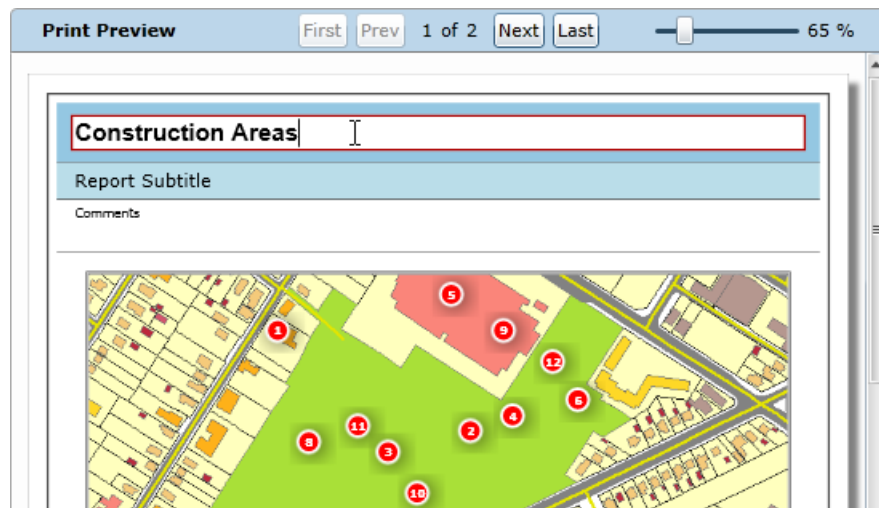 Print Preview First Prev 1 of 2 Next Last 65 %
Construction Areas
Report Subtitle
Comments
5
1
9
12
6
4
11
2
8
3
10